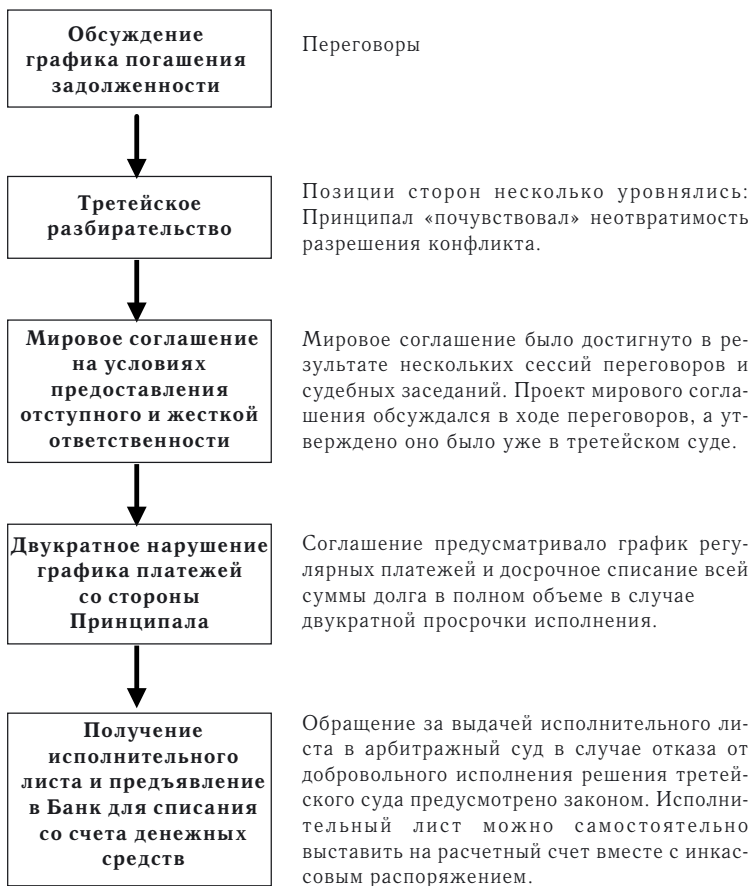 Обсуждение
графика погашения
задолженности
Переговоры
Третейское
разбирательство
Позиции сторон несколько уровнялись:
Принципал «почувствовал» неотвратимость
разрешения конфликта.
Мировое соглашение
на условиях
предоставления
отступного и жесткой
ответственности
Мировое соглашение было достигнуто в ре-
зультате нескольких сессий переговоров и
судебных заседаний. Проект мирового согла-
шения обсуждался в ходе переговоров, а ут-
верждено оно было уже в третейском суде.
Двукратное нарушение
графика платежей
со стороны
Принципала
Соглашение предусматривало график регу-
лярных платежей и досрочное списание всей
суммы долга в полном объеме в случае
двукратной просрочки исполнения.
Получение
исполнительного
листа и предъявление
в Банк для списания
со счета денежных
средств
Обращение за выдачей исполнительного ли-
ста в арбитражный суд в случае отказа от
добровольного исполнения решения третей-
ского суда предусмотрено законом. Исполни-
тельный лист можно самостоятельно
выставить на расчетный счет вместе с инкас-
совым распоряжением.